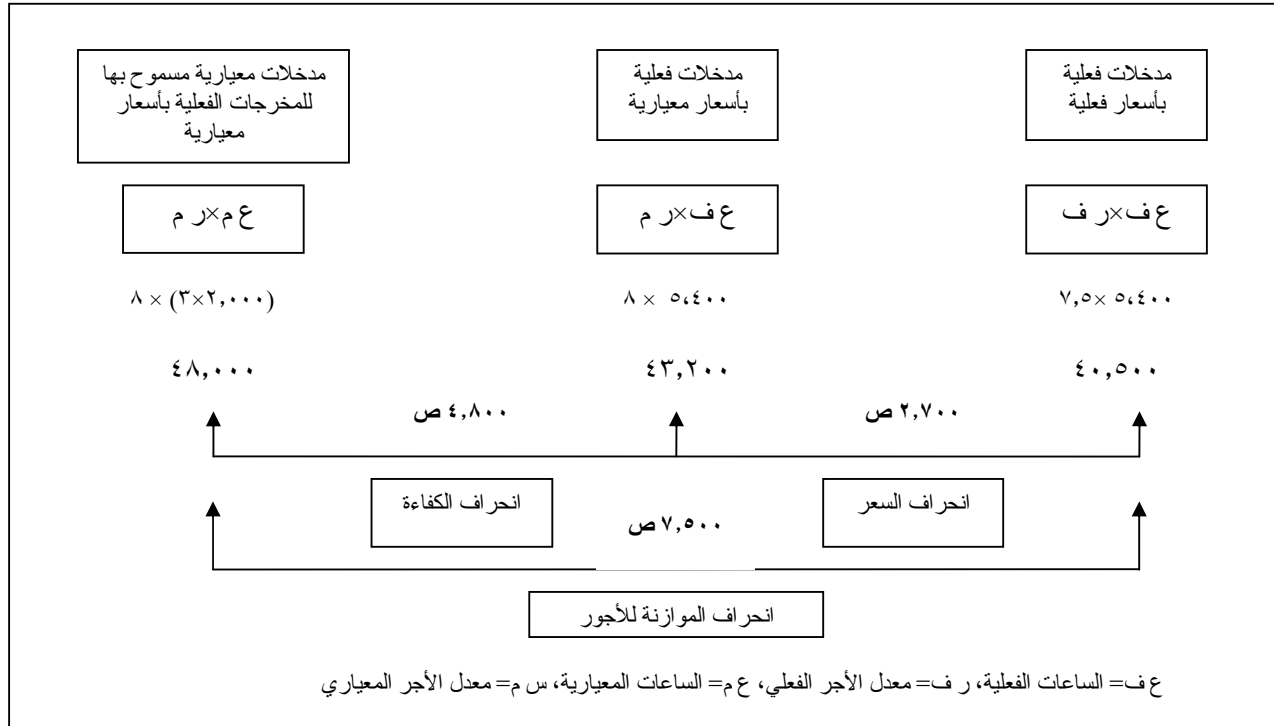 مدخلات فعلية
بأسعار فعلية
مدخلات فعلية
بأسعار معيارية
مدخلات معيارية مسموح بها
للمخرجات الفعلية بأسعار
معيارية
ع ف×ر ف
ع ف×ر م
ع م×ر م
٧,٥× ٥،٤٠٠
٨ × ٥،٤٠٠
٨ × (٣×٢,٠٠٠)
٤٠,٥٠٠
٤٣,٢٠٠
٤٨,٠٠٠
٢,٧٠٠ ص
٤,٨٠٠ ص
انحراف السعر
انحراف الكفاءة
٧,٥٠٠ ص
انحراف الموازنة للأجور
ع ف= الساعات الفعلية، ر ف= معدل الأجر الفعلي، ع م= الساعات المعيارية، س م= معدل الأجر المعياري